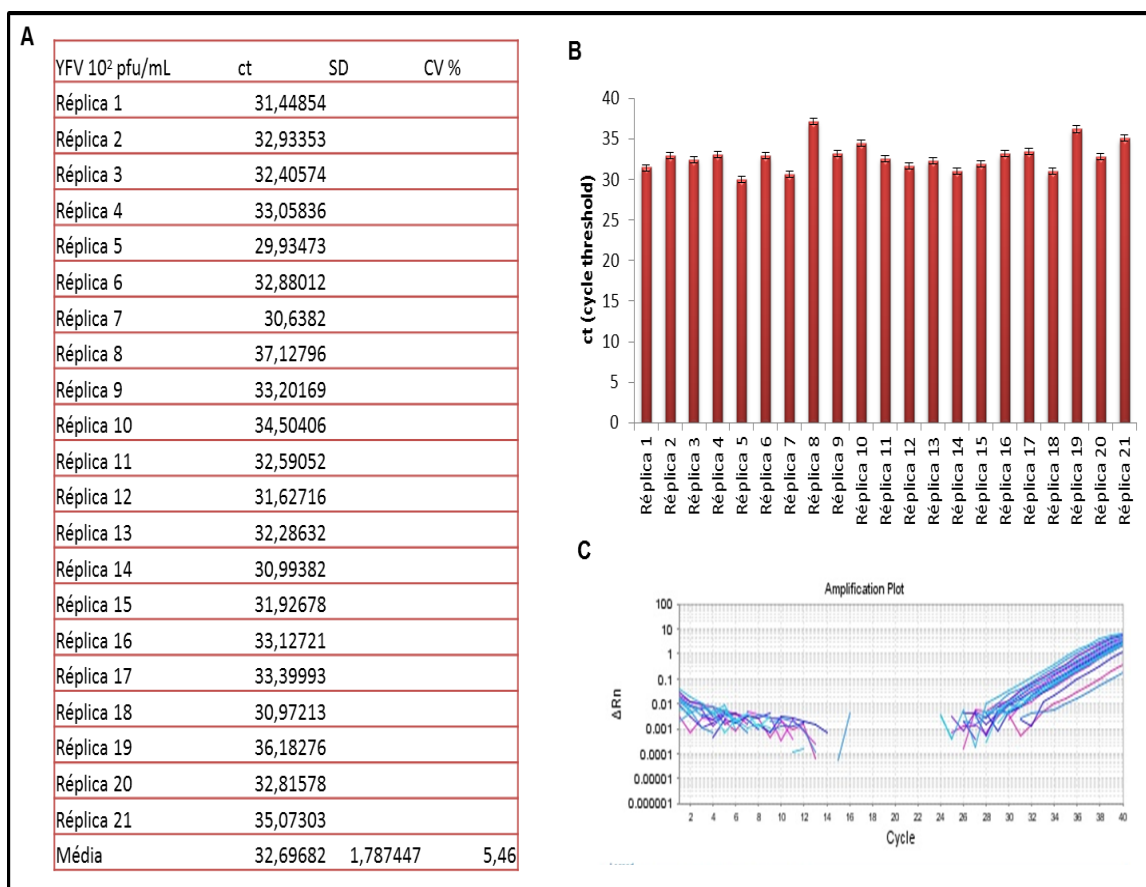 A
YFV 10² pfu/mL ct SD CV %
Réplica 1 31,44854
Réplica 2 32,93353
Réplica 3 32,40574
Réplica 4 33,05836
Réplica 5 29,93473
Réplica 6 32,88012
Réplica 7 30,6382
Réplica 8 37,12796
Réplica 9 33,20169
Réplica 10 34,50406
Réplica 11 32,59052
Réplica 12 31,62716
Réplica 13 32,28632
Réplica 14 30,99382
Réplica 15 31,92678
Réplica 16 33,12721
Réplica 17 33,39993
Réplica 18 30,97213
Réplica 19 36,18276
Réplica 20 32,81578
Réplica 21 35,07303
Média 32,69682 1,787447 5,46
B
ct (cycle threshold)
40
35
30
25
20
15
10
5
0
Réplica 1
Réplica 2
Réplica 3
Réplica 4
Réplica 5
Réplica 6
Réplica 7
Réplica 8
Réplica 9
Réplica 10
Réplica 11
Réplica 12
Réplica 13
Réplica 14
Réplica 15
Réplica 16
Réplica 17
Réplica 18
Réplica 19
Réplica 20
Réplica 21
C
Amplification Plot
ΔRn
100
10
1
0.1
0.01
0.001
0.0001
0.00001
0.000001
2 4 6 8 10 12 14 16 18 20 22 24 26 28 30 32 34 36 38 40
Cycle